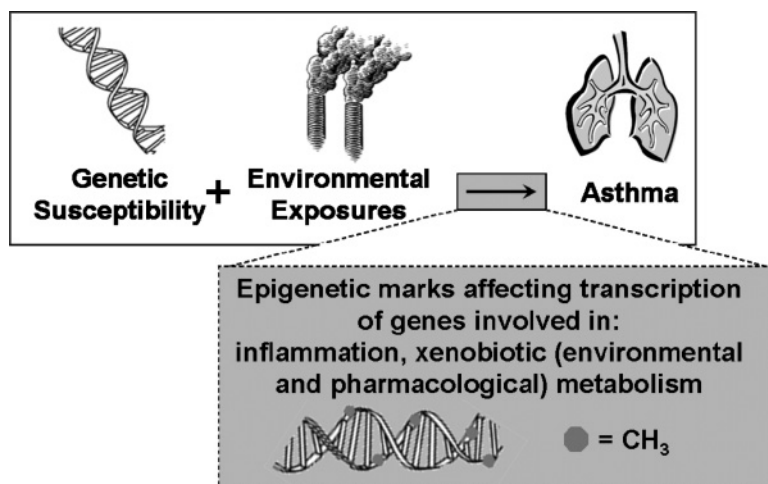 Genetic
Susceptibility
+
Environmental
Exposures
Asthma
Epigenetic marks affecting transcription
of genes involved in:
inflammation, xenobiotic (environmental
and pharmacological) metabolism
= CH₃